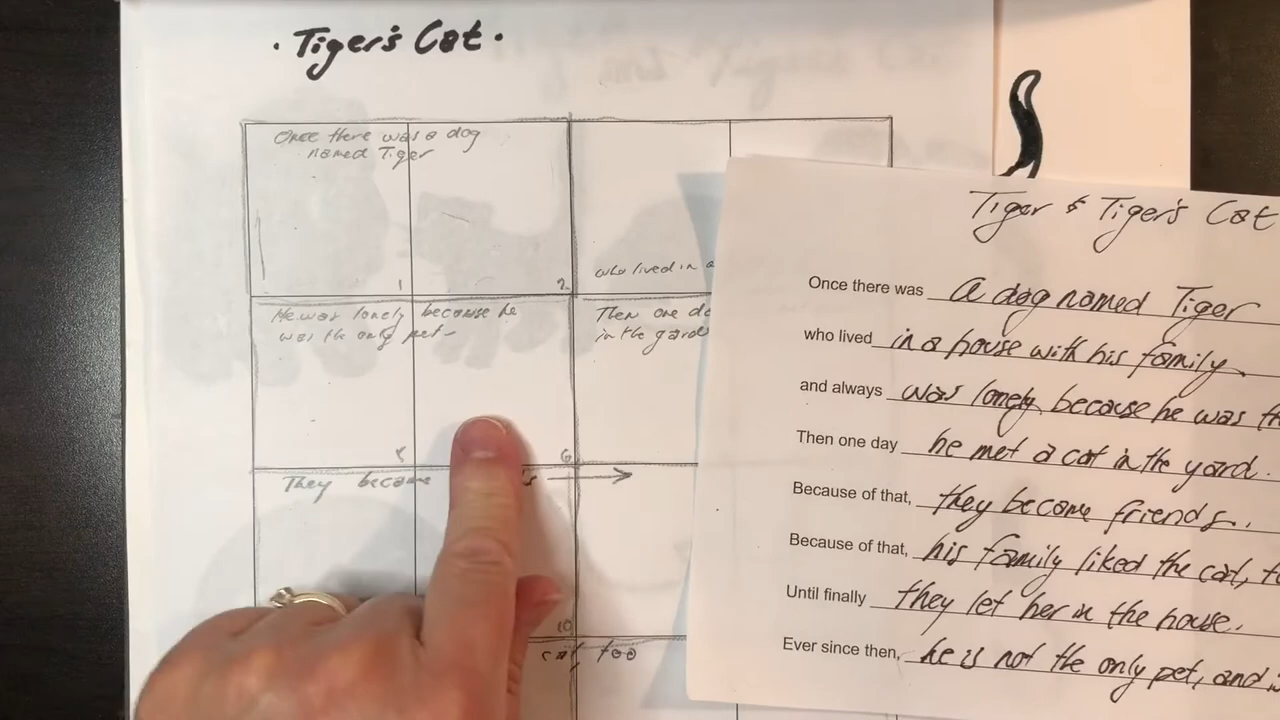 · Tiger's Cat ·
Once there was a dog
named Tiger
1
2
who lived in a
He was lonely because he
was the only pet
Then one
in the yard
5
6
They became
10
too
Tiger & Tiger's Cat
Once there was a dog named Tiger
who lived in a house with his family
and always was lonely because he was
Then one day he met a cat in the yard.
Because of that, they became friends.
Because of that, his family liked the cat,
Until finally they let her in the house.
Ever since then, he is not the only pet, and